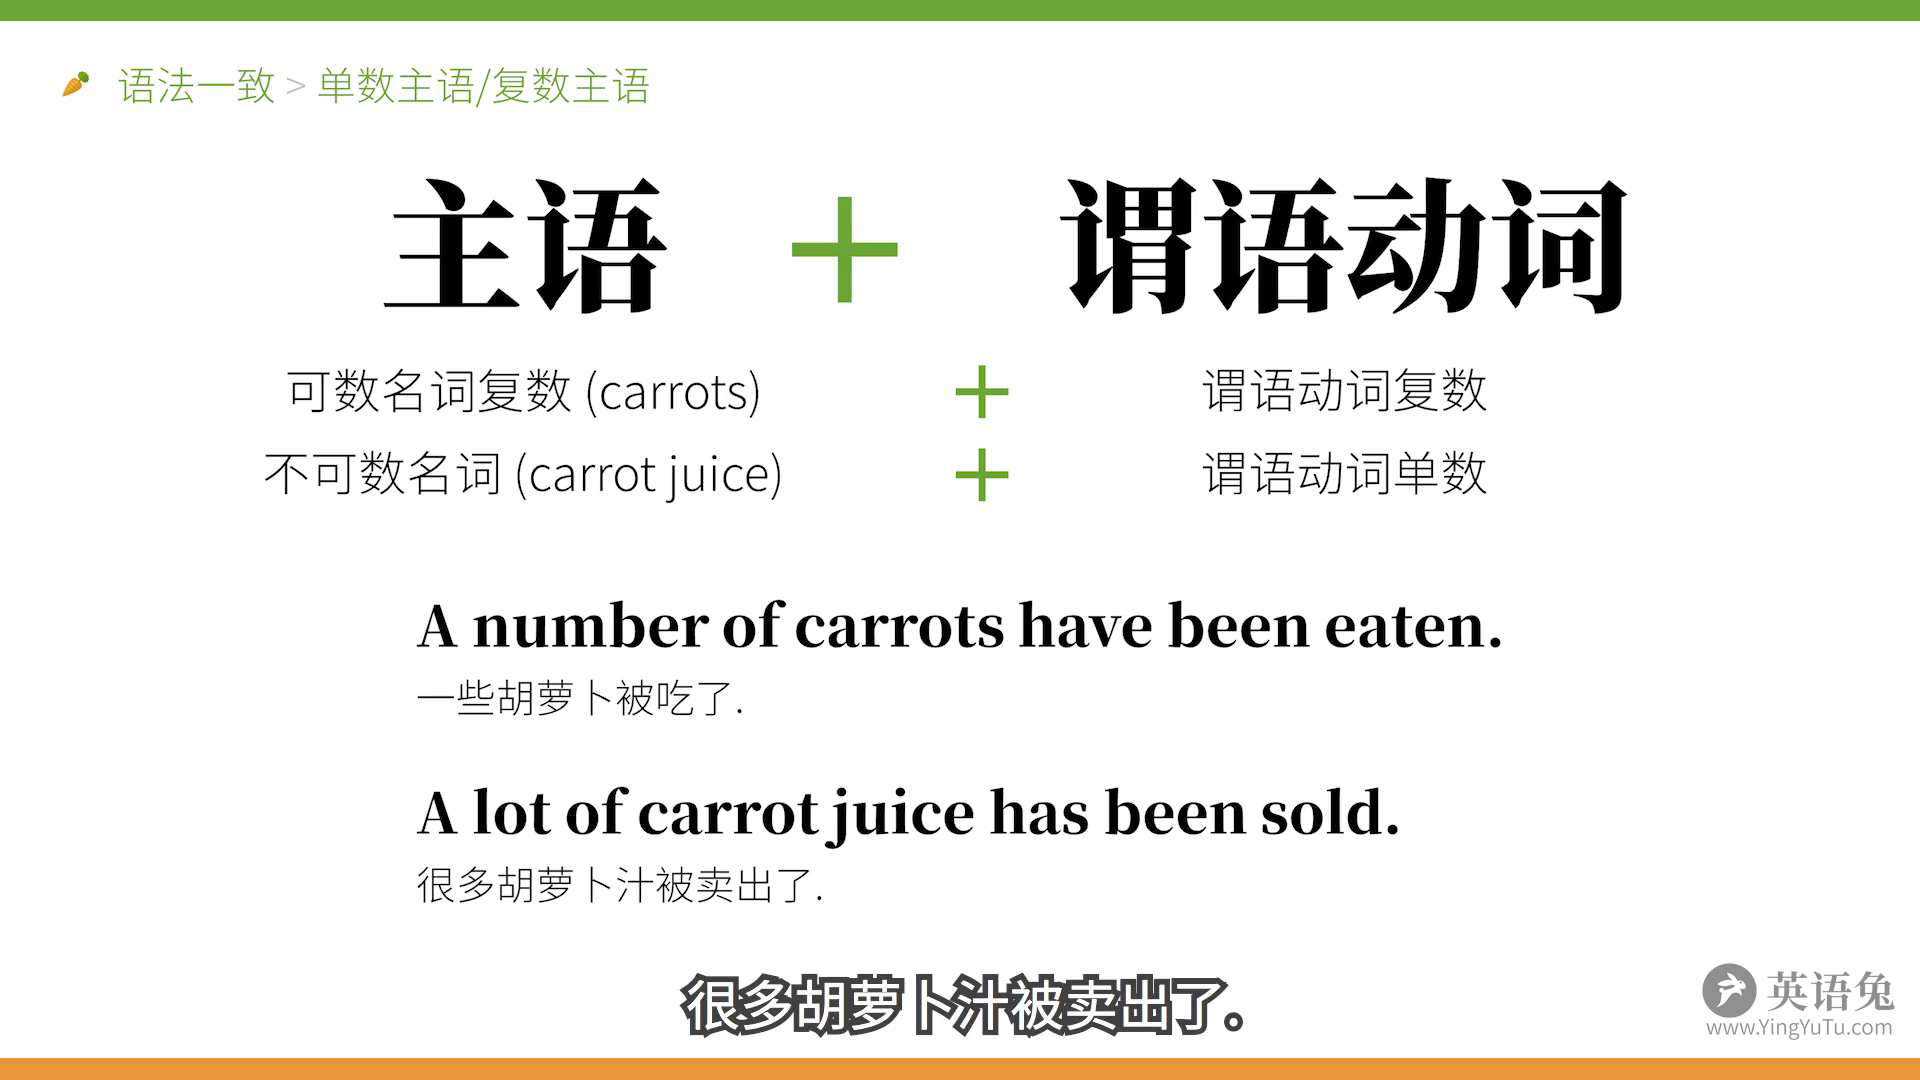 语法一致 > 单数主语/复数主语
主语 + 谓语动词
可数名词复数 (carrots) + 谓语动词复数
不可数名词 (carrot juice) + 谓语动词单数
A number of carrots have been eaten.
一些胡萝卜被吃了.
A lot of carrot juice has been sold.
很多胡萝卜汁被卖出了.
很多胡萝卜汁被卖出了。
英语兔
www.YingYuTu.com